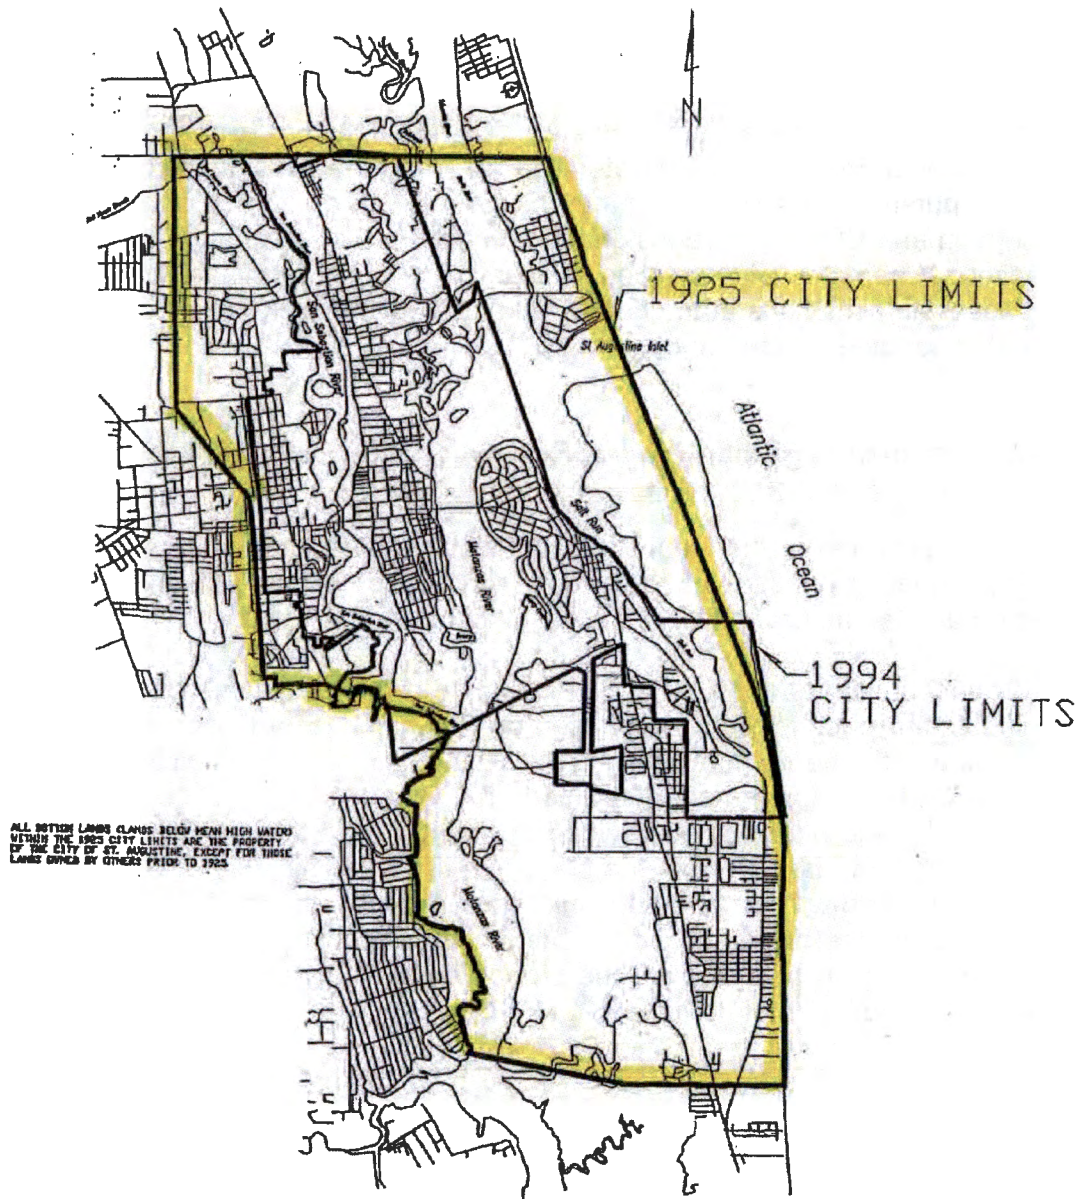 N
1925 CITY LIMITS
San Sebastian River
St Augustine Inlet
Atlantic
Ocean
Salt Run
Matanzas River
1994
CITY LIMITS
ALL BOTTOM LANDS (LANDS BELOW MEAN HIGH WATER)
WITHIN THE 1925 CITY LIMITS ARE THE PROPERTY
OF THE CITY OF ST. AUGUSTINE, EXCEPT FOR THOSE
LANDS OWNED BY OTHERS PRIOR TO 1925
Matanzas River